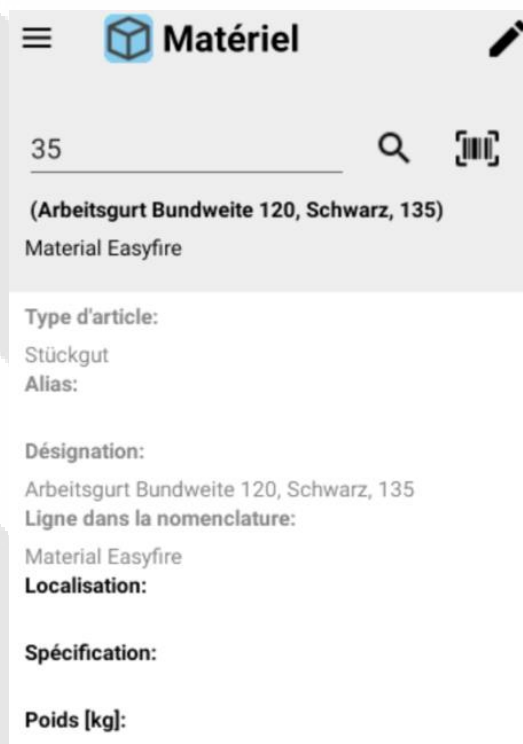 Matériel
35
(Arbeitsgurt Bundweite 120, Schwarz, 135)
Material Easyfire
Type d'article:
Stückgut
Alias:
Désignation:
Arbeitsgurt Bundweite 120, Schwarz, 135
Ligne dans la nomenclature:
Material Easyfire
Localisation:
Spécification:
Poids [kg]: